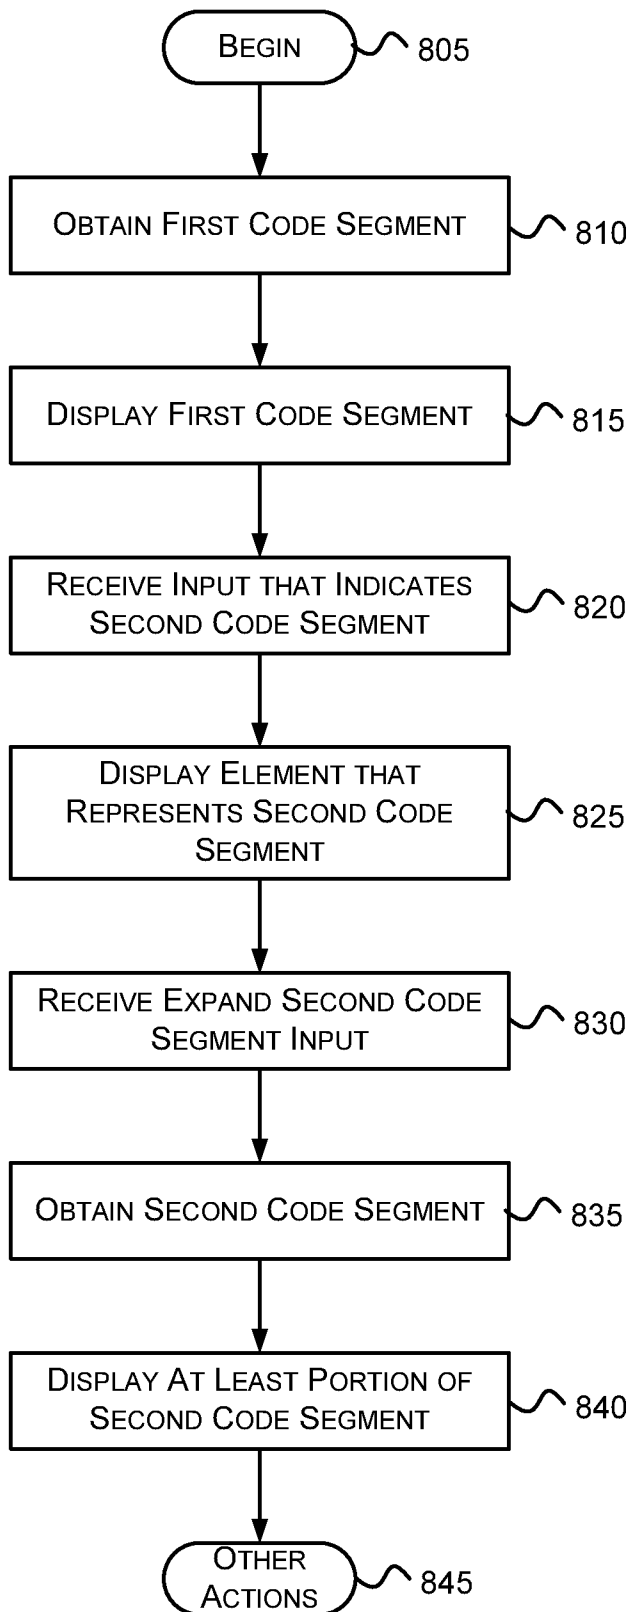 BEGIN
805
OBTAIN FIRST CODE SEGMENT
810
DISPLAY FIRST CODE SEGMENT
815
RECEIVE INPUT THAT INDICATES
SECOND CODE SEGMENT
820
DISPLAY ELEMENT THAT
REPRESENTS SECOND CODE
SEGMENT
825
RECEIVE EXPAND SECOND CODE
SEGMENT INPUT
830
OBTAIN SECOND CODE SEGMENT
835
DISPLAY AT LEAST PORTION OF
SECOND CODE SEGMENT
840
OTHER
ACTIONS
845